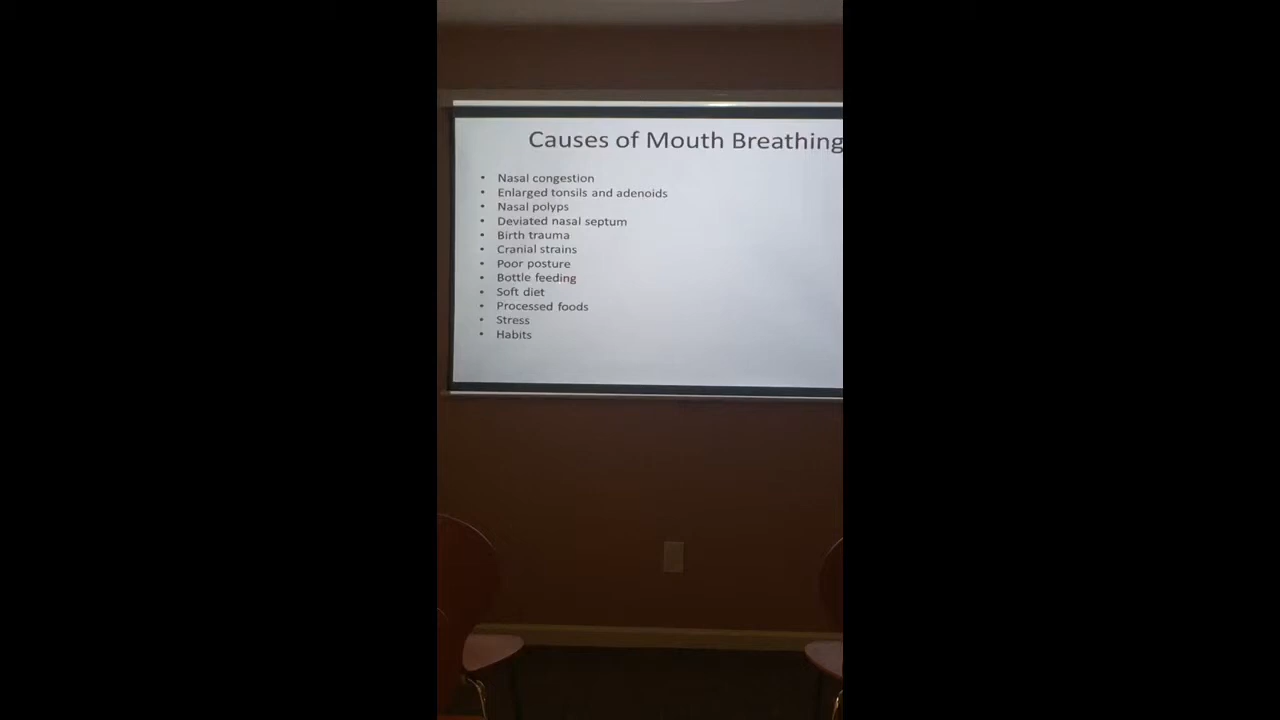 Causes of Mouth Breathing
• Nasal congestion
• Enlarged tonsils and adenoids
• Nasal polyps
• Deviated nasal septum
• Birth trauma
• Cranial strains
• Poor posture
• Bottle feeding
• Soft diet
• Processed foods
• Stress
• Habits